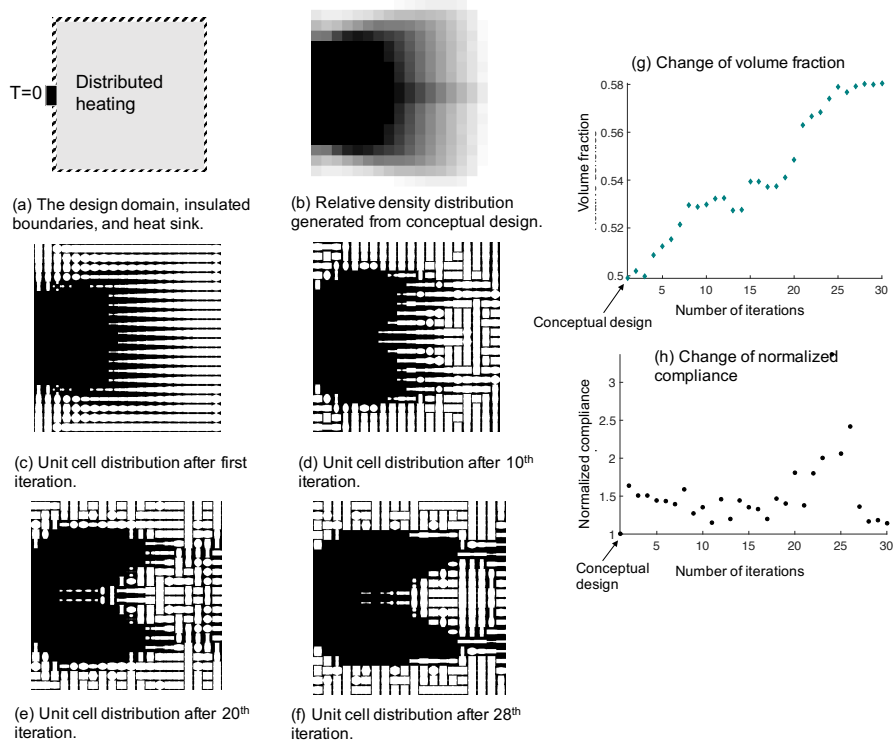 T=0
Distributed
heating
(a) The design domain, insulated
boundaries, and heat sink.
(b) Relative density distribution
generated from conceptual design.
(c) Unit cell distribution after first
iteration.
(d) Unit cell distribution after 10th
iteration.
(e) Unit cell distribution after 20th
iteration.
(f) Unit cell distribution after 28th
iteration.
(g) Change of volume fraction
Volume fraction
0.58
0.56
0.54
0.52
0.5
5
10
15
20
25
30
Number of iterations
Conceptual design
(h) Change of normalized
compliance
Normalized compliance
3
2.5
2
1.5
1
5
10
15
20
25
30
Number of iterations
Conceptual
design